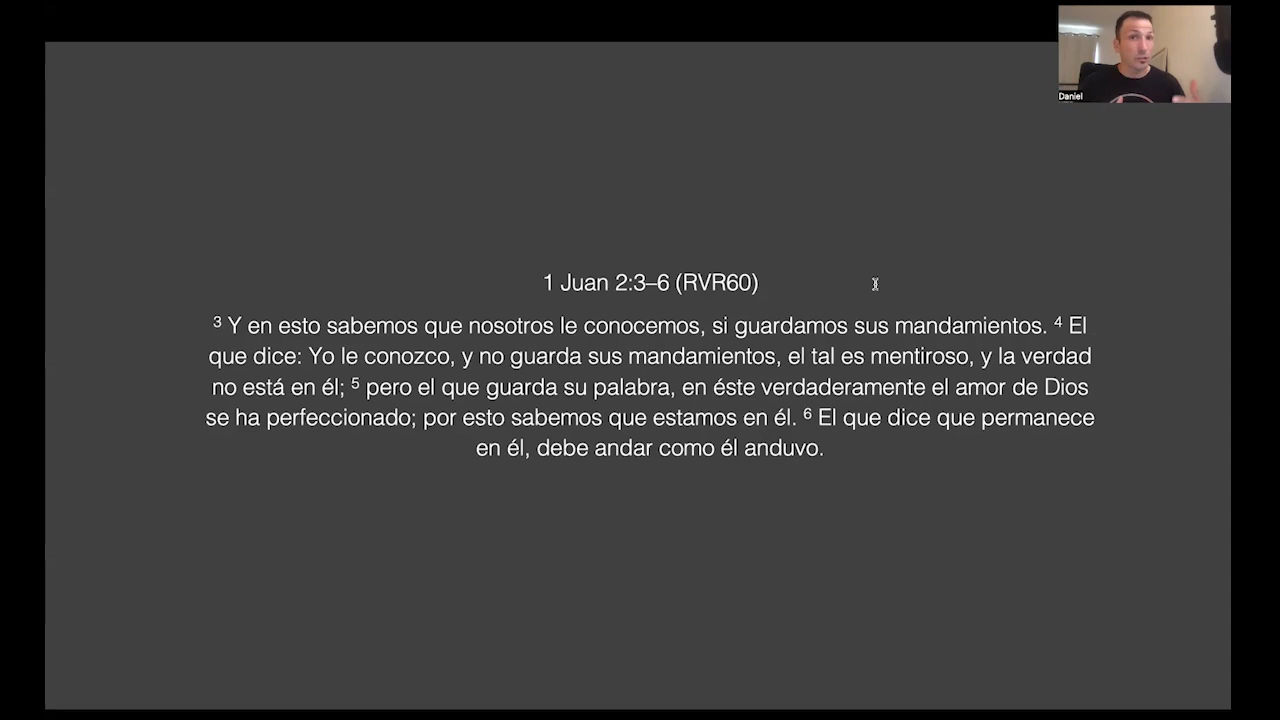 Daniel
1 Juan 2:3–6 (RVR60)
³ Y en esto sabemos que nosotros le conocemos, si guardamos sus mandamientos. ⁴ El
que dice: Yo le conozco, y no guarda sus mandamientos, el tal es mentiroso, y la verdad
no está en él; ⁵ pero el que guarda su palabra, en éste verdaderamente el amor de Dios
se ha perfeccionado; por esto sabemos que estamos en él. ⁶ El que dice que permanece
en él, debe andar como él anduvo.